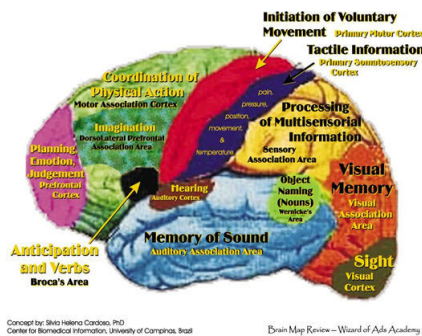 Initiation of Voluntary
Movement Primary Motor Cortex
Tactile Information
Primary Somatosensory
Cortex
Coordination of
Physical Action
Motor Association Cortex
pain,
pressure,
position,
movement,
&
temperature
Processing
of Multisensorial
Information
Sensory
Association Area
Imagination
DorsoLateral Prefrontal
Association Area
Planning
Emotion,
Judgement
Prefrontal
Cortex
Hearing
Auditory Cortex
Object
Naming
(Nouns)
Wernicke's
Area
Visual
Memory
Visual
Association
Area
Anticipation
and Verbs
Broca's Area
Memory of Sound
Auditory Association Area
Sight
Visual
Cortex
Concept by: Silvia Helena Cardoso, PhD
Center for Biomedical Information, University of Campinas, Brazil
Brain Map Review – Wizard of Ads Academy